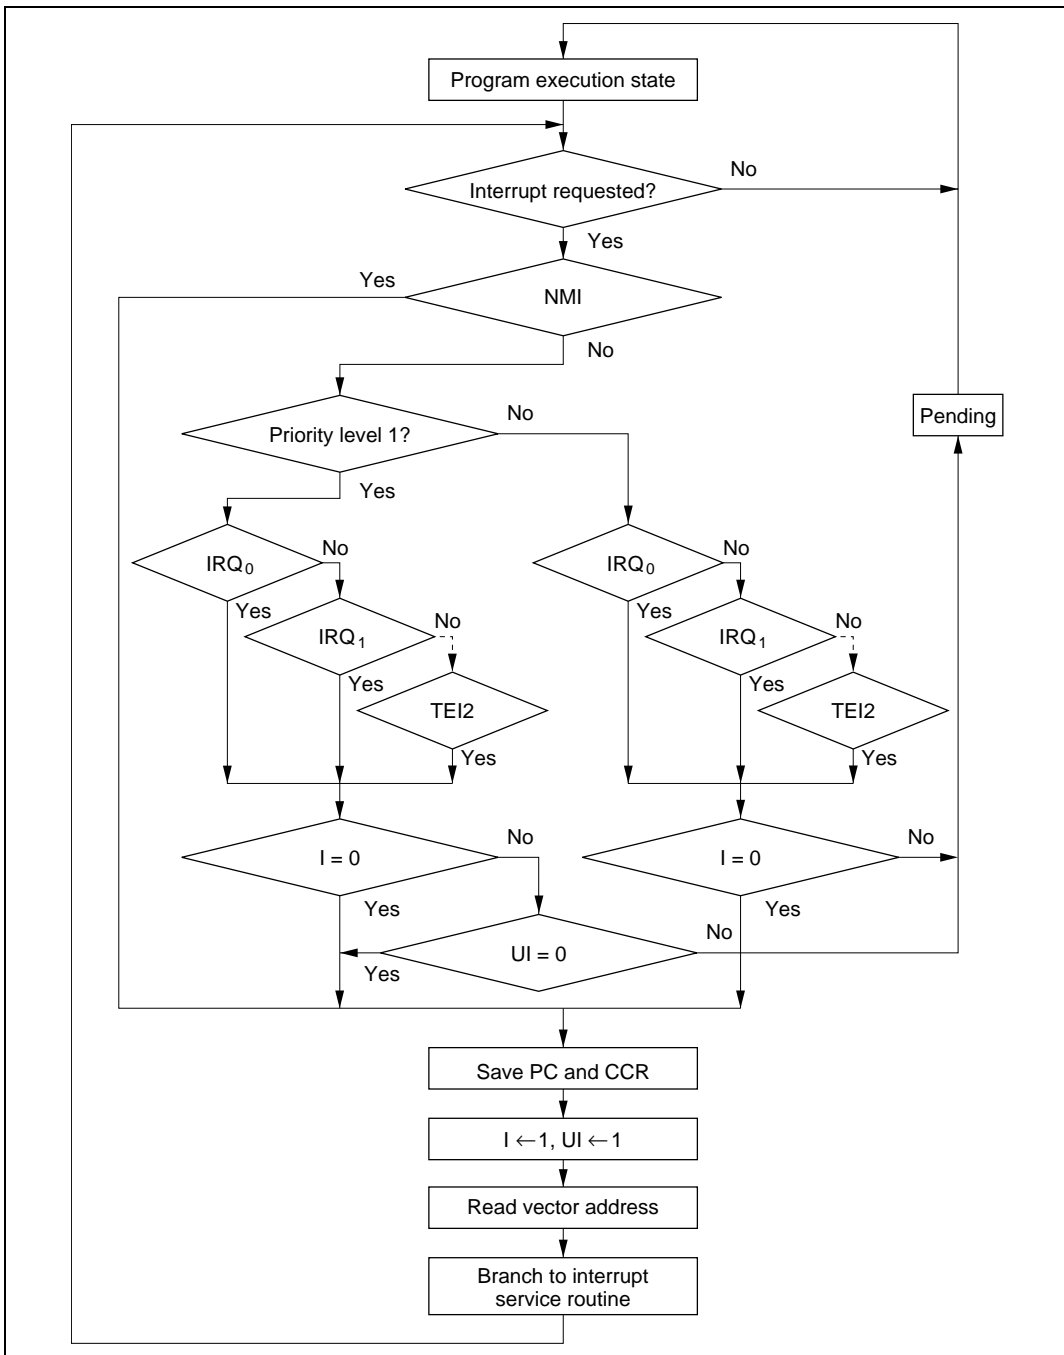 Program execution state
Interrupt requested?
No
Yes
Yes
NMI
No
Pending
Priority level 1?
No
Yes
IRQ₀
No
Yes
IRQ₁
No
Yes
TEI2
Yes
IRQ₀
No
Yes
IRQ₁
No
Yes
TEI2
Yes
I = 0
No
Yes
I = 0
No
Yes
UI = 0
No
Yes
Save PC and CCR
I ←1, UI ←1
Read vector address
Branch to interrupt
service routine